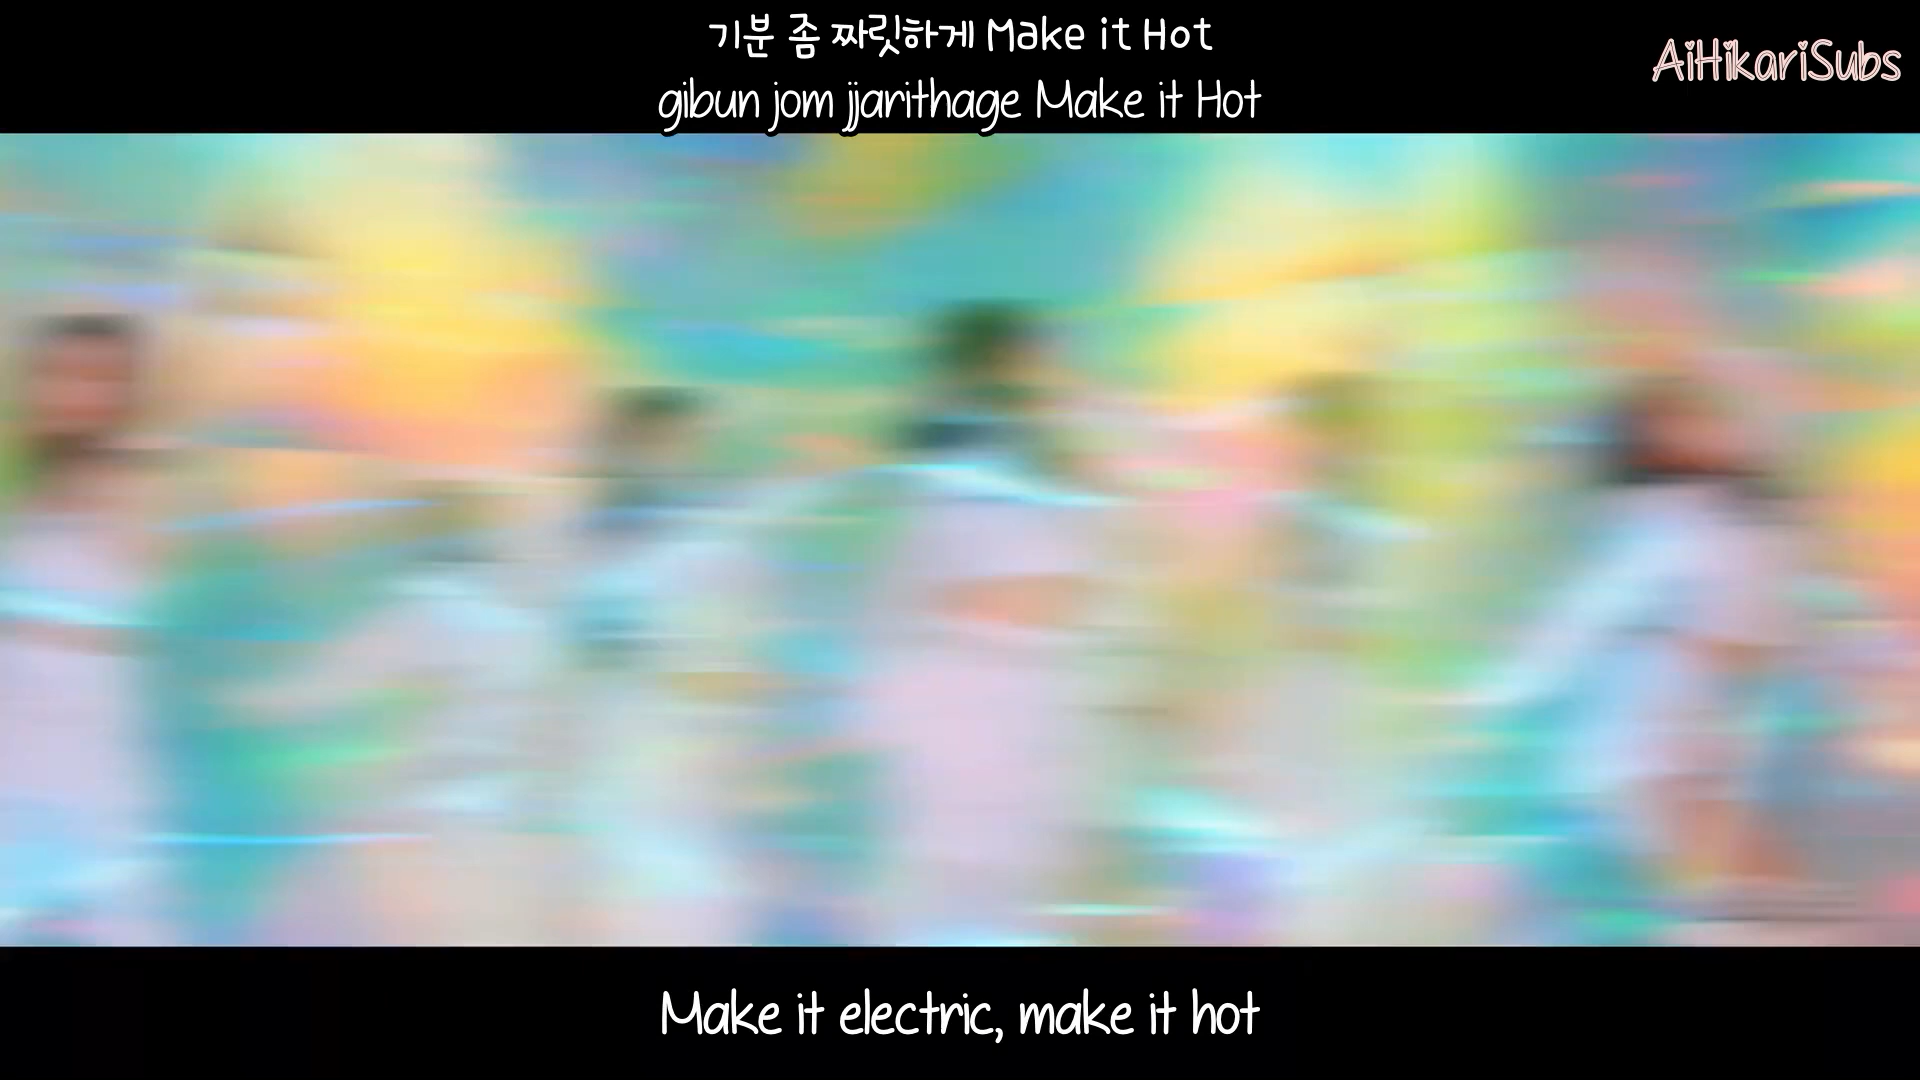 기분 좀 짜릿하게 Make it Hot
gibun jom jjarithage Make it Hot
AiHikariSubs
Make it electric, make it hot